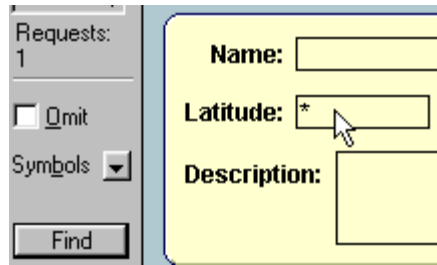 Requests:
1
Omit
Symbols
Find
Name:
Latitude: *
Description: